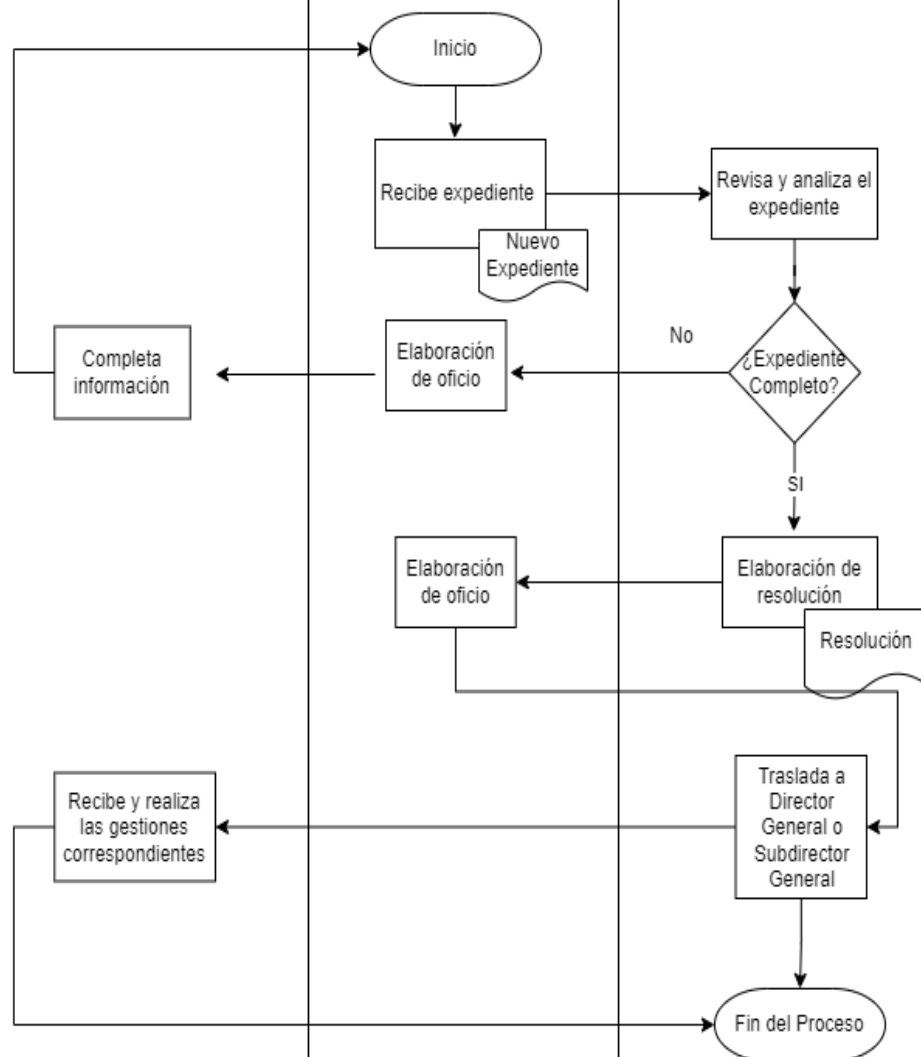 Inicio
Recibe expediente
Nuevo
Expediente
Revisa y analiza el
expediente
¿Expediente
Completo?
No
Elaboración
de oficio
Completa
información
SI
Elaboración de
resolución
Resolución
Elaboración
de oficio
Traslada a
Director
General o
Subdirector
General
Recibe y realiza
las gestiones
correspondientes
Fin del Proceso